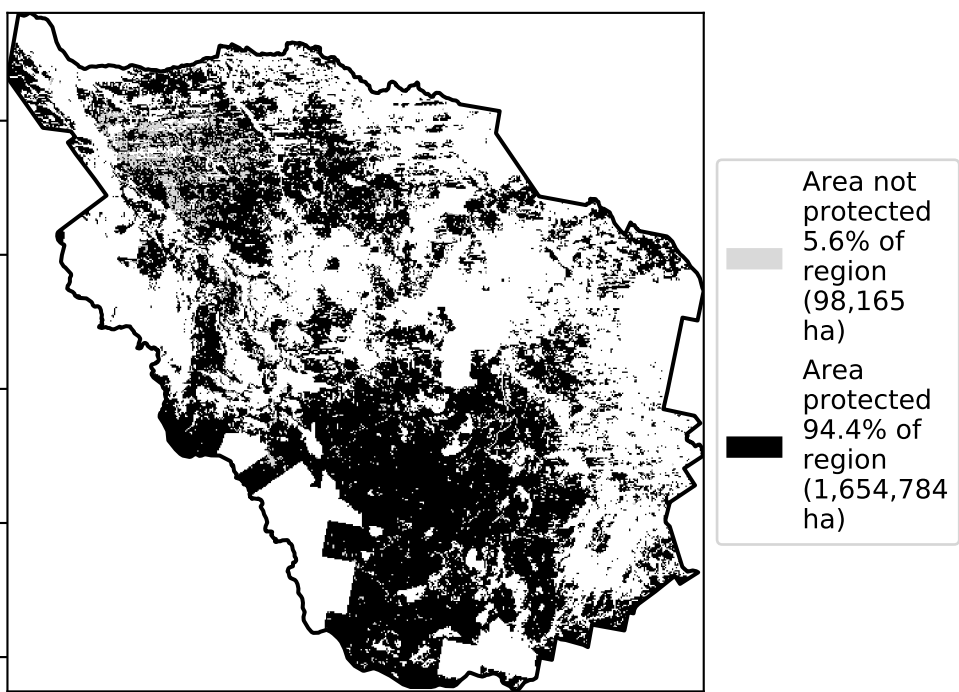 Area not
protected
5.6% of
region
(98,165
ha)
Area
protected
94.4% of
region
(1,654,784
ha)